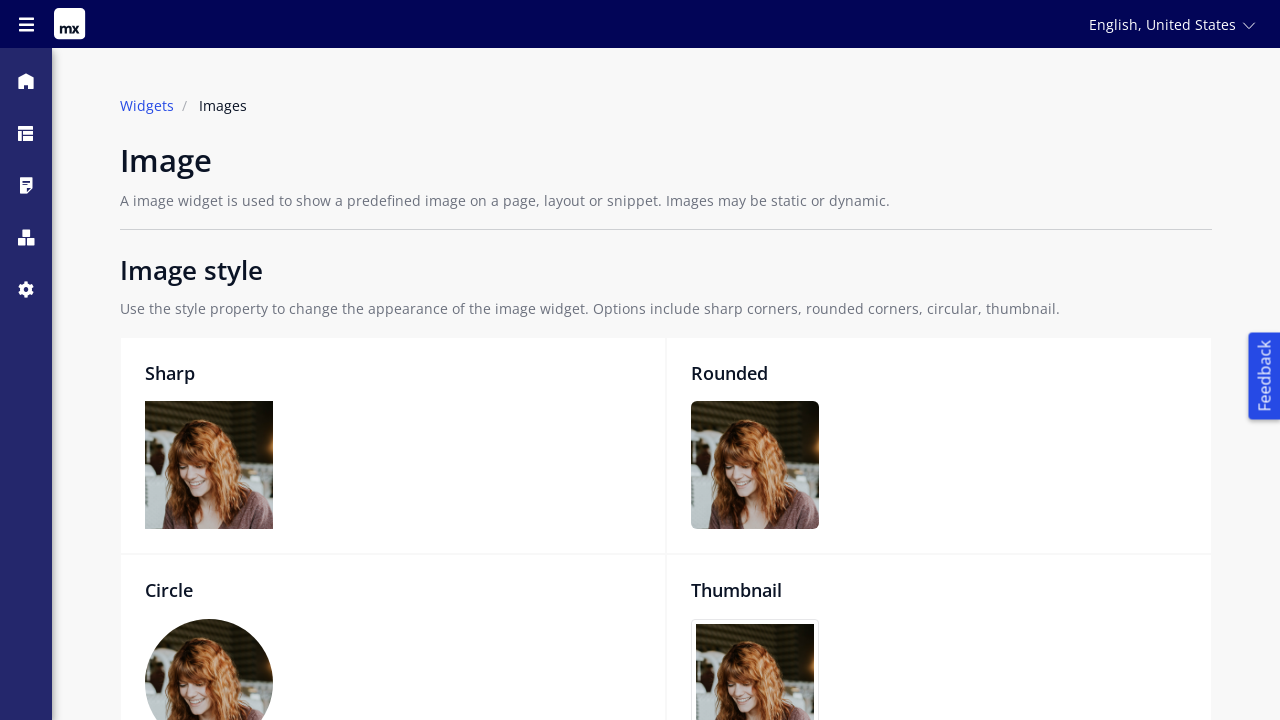 mx
English, United States
Widgets / Images
Image
A image widget is used to show a predefined image on a page, layout or snippet. Images may be static or dynamic.
Image style
Use the style property to change the appearance of the image widget. Options include sharp corners, rounded corners, circular, thumbnail.
Feedback
Sharp
Rounded
Circle
Thumbnail